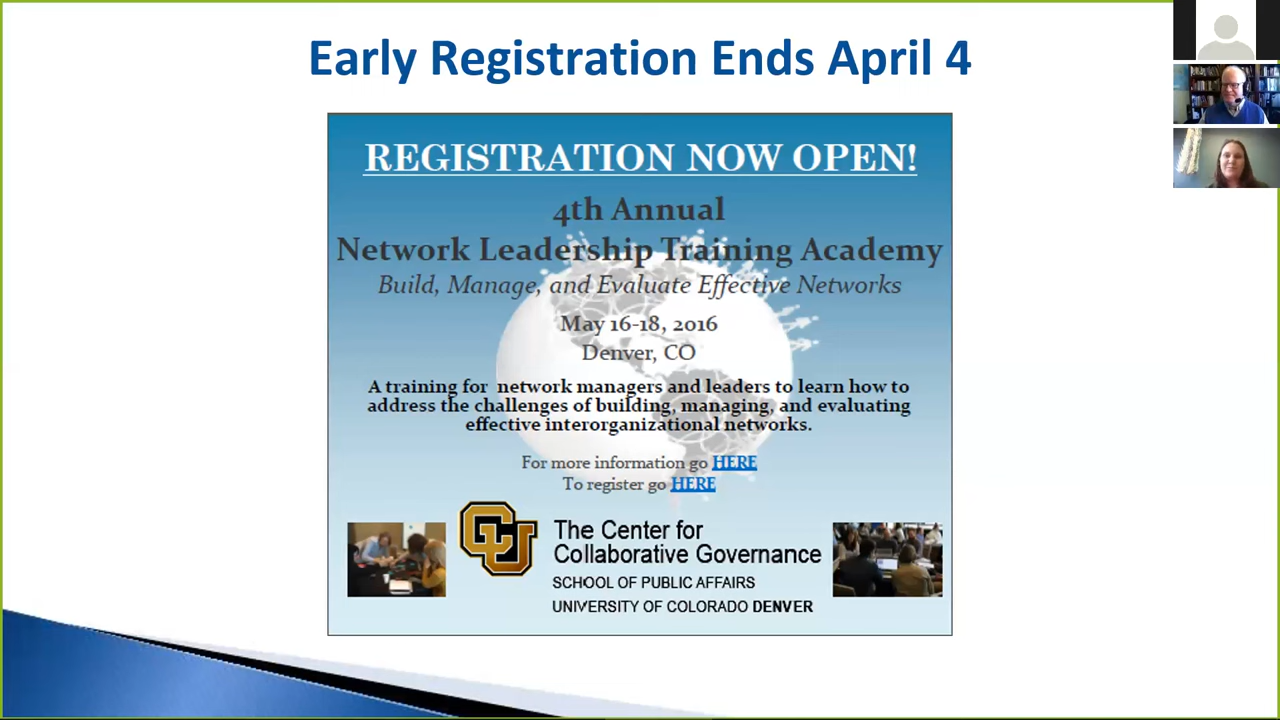 Early Registration Ends April 4
REGISTRATION NOW OPEN!
4th Annual
Network Leadership Training Academy
Build, Manage, and Evaluate Effective Networks
May 16-18, 2016
Denver, CO
A training for network managers and leaders to learn how to
address the challenges of building, managing, and evaluating
effective interorganizational networks.
For more information go HERE
To register go HERE
CU
The Center for
Collaborative Governance
SCHOOL OF PUBLIC AFFAIRS
UNIVERSITY OF COLORADO DENVER